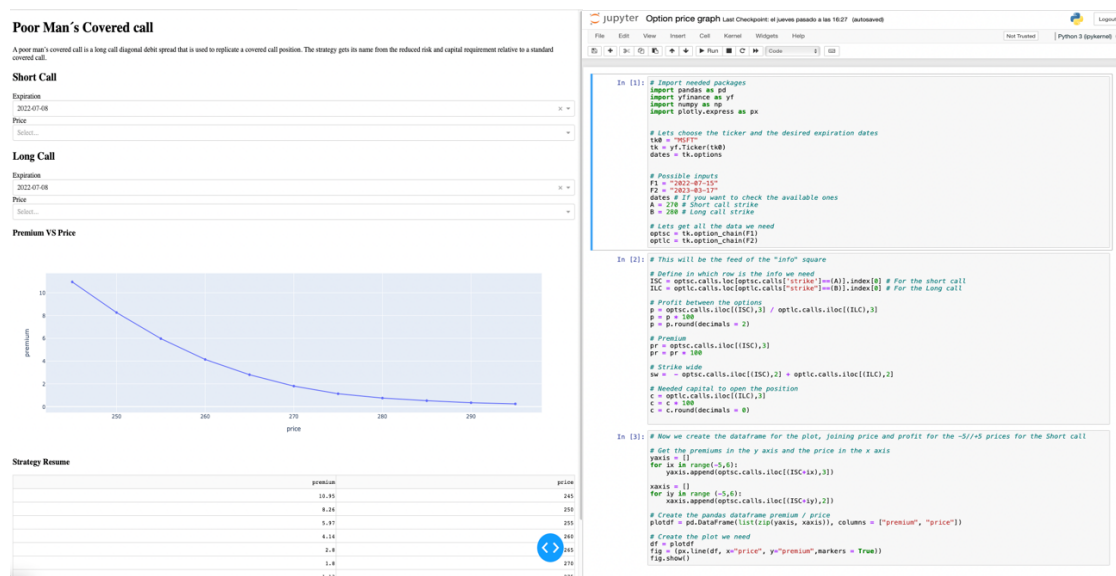 Poor Man´s Covered call
A poor man's covered call is a long call diagonal debit spread that is used to replicate a covered call position. The strategy gets its name from the reduced risk and capital requirement relative to a standard
covered call.
Short Call
Expiration
2022-07-08
Price
Select...
Long Call
Expiration
2022-07-08
Price
Select...
Premium VS Price
premium
10
8
6
4
2
0
250
260
270
280
290
price
Strategy Resume
premium price
10.95 245
8.26 250
5.97 255
4.14 260
2.8 265
1.8 270
jupyter Option price graph Last Checkpoint: el jueves pasado a las 16:27 (autosaved)
Logout
File Edit View Insert Cell Kernel Widgets Help
Not Trusted
Python 3 (ipykernel)
Run
Code
In [1]:
# Import needed packages
import pandas as pd
import yfinance as yf
import numpy as np
import plotly.express as px
# Lets choose the ticker and the desired expiration dates
tk0 = "MSFT"
tk = yf.Ticker(tk0)
dates = tk.options
# Possible inputs
F1 = "2022-07-15"
F2 = "2023-03-17"
dates # If you want to check the available ones
A = 270 # Short call strike
B = 280 # Long call strike
# Lets get all the data we need
optsc = tk.option_chain(F1)
optlc = tk.option_chain(F2)
In [2]:
# This will be the feed of the "info" square
# Define in which row is the info we need
ISC = optsc.calls.loc[optsc.calls['strike']==(A)].index[0] # For the short call
ILC = optlc.calls.loc[optlc.calls["strike"]==(B)].index[0] # For the Long call
# Profit between the options
p = optsc.calls.iloc[(ISC),3] / optlc.calls.iloc[(ILC),3]
p = p * 100
p = p.round(decimals = 2)
# Premium
pr = optsc.calls.iloc[(ISC),3]
pr = pr * 100
# Strike wide
sw = - optsc.calls.iloc[(ISC),2] + optlc.calls.iloc[(ILC),2]
# Needed capital to open the position
c = optlc.calls.iloc[(ILC),3]
c = c * 100
c = c.round(decimals = 0)
In [3]:
# Now we create the dataframe for the plot, joining price and profit for the -5//+5 prices for the Short call
# Get the premiums in the y axis and the price in the x axis
yaxis = []
for ix in range(-5,6):
yaxis.append(optsc.calls.iloc[(ISC+ix),3])
xaxis = []
for iy in range (-5,6):
xaxis.append(optsc.calls.iloc[(ISC+iy),2])
# Create the pandas dataframe premium / price
plotdf = pd.DataFrame(list(zip(yaxis, xaxis)), columns = ["premium", "price"])
# Create the plot we need
df = plotdf
fig = (px.line(df, x="price", y="premium",markers = True))
fig.show()